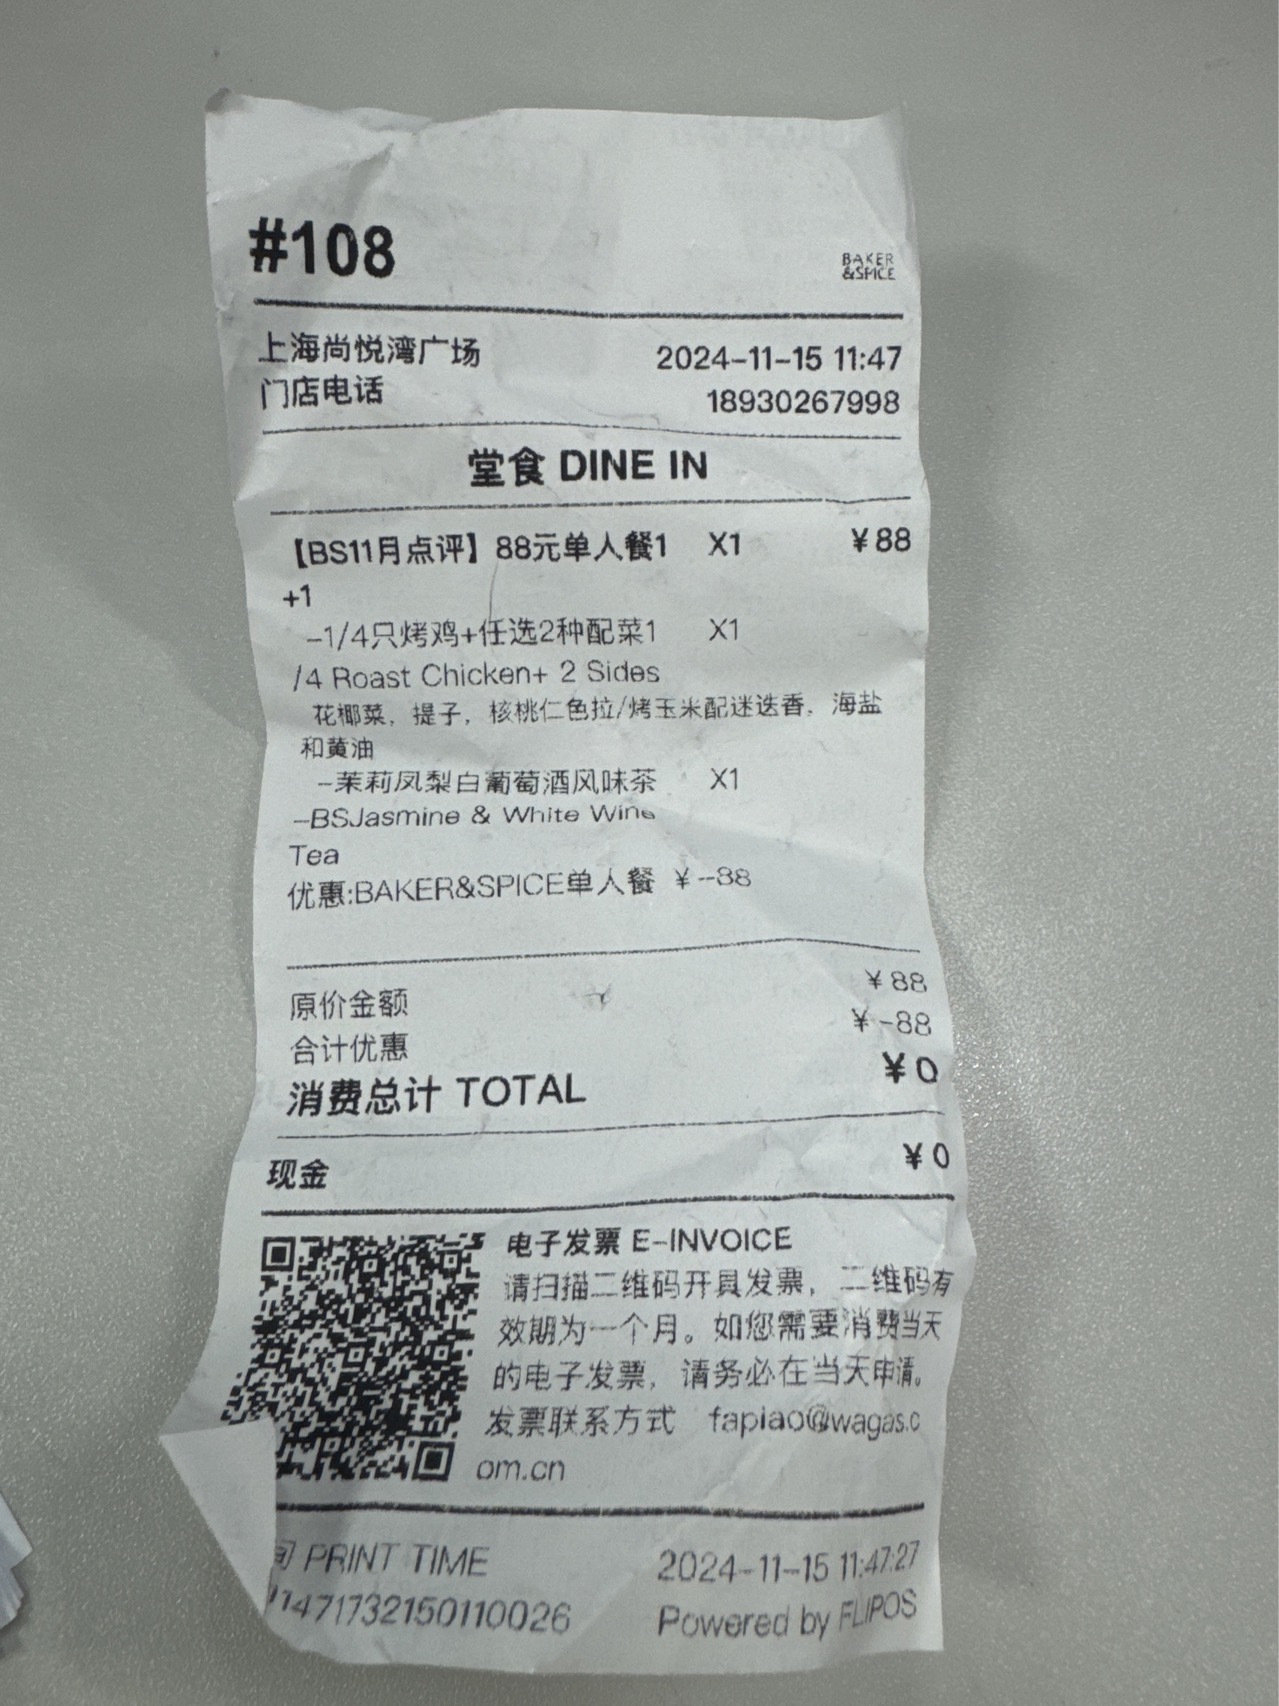 #108
BAKER
&SPICE
上海尚悦湾广场 2024-11-15 11:47
门店电话 18930267998
堂食 DINE IN
【BS11月点评】88元单人餐1 X1 ¥88
+1
-1/4只烤鸡+任选2种配菜1 X1
/4 Roast Chicken+ 2 Sides
花椰菜,提子,核桃仁色拉/烤玉米配迷迭香,海盐
和黄油
-茉莉凤梨白葡萄酒风味茶 X1
-BSJasmine & White Wine
Tea
优惠:BAKER&SPICE单人餐 ¥-88
原价金额 ¥88
合计优惠 ¥-88
消费总计 TOTAL ¥0
现金 ¥0
电子发票 E-INVOICE
请扫描二维码开具发票,二维码有
效期为一个月。如您需要消费当天
的电子发票,请务必在当天申请。
发票联系方式 fapiao@wagas.c
om.cn
间 PRINT TIME 2024-11-15 11:47:27
1471732150110026 Powered by FLIPOS